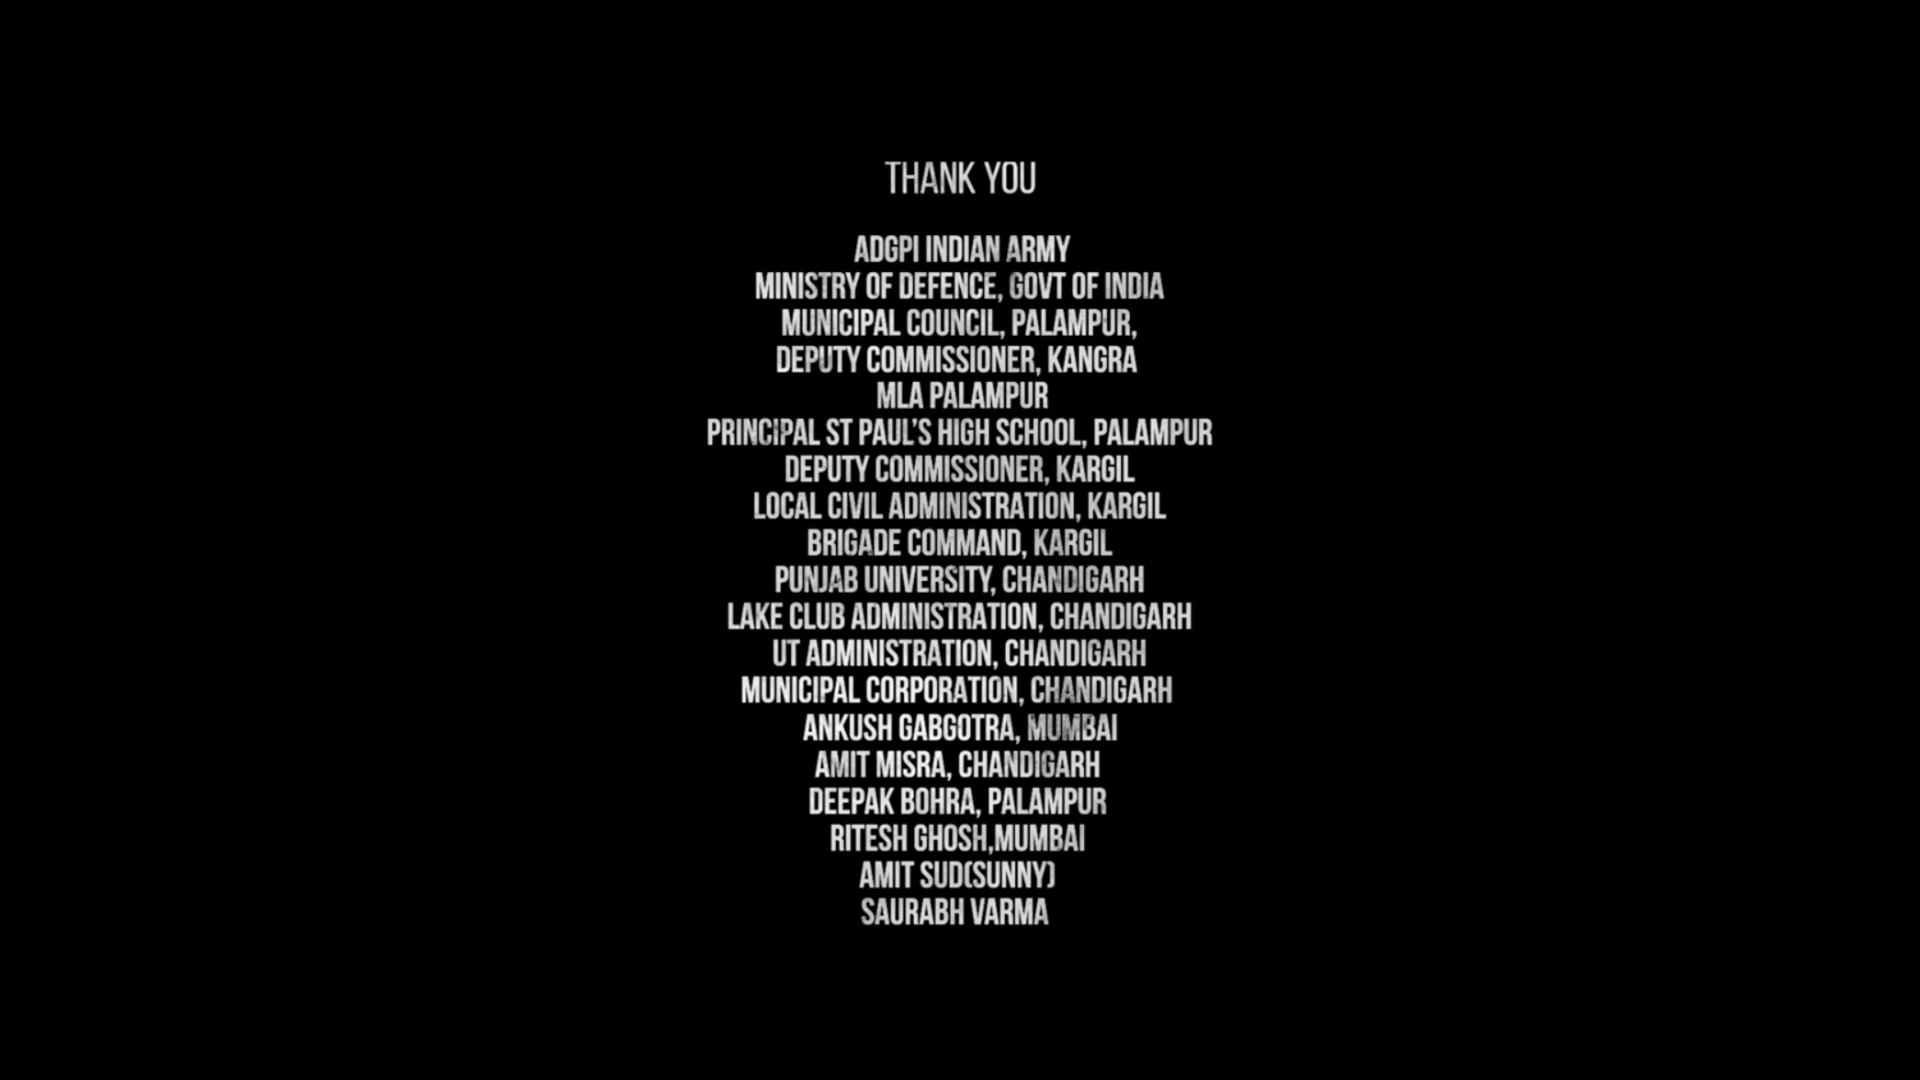 THANK YOU
ADGPI INDIAN ARMY
MINISTRY OF DEFENCE, GOVT OF INDIA
MUNICIPAL COUNCIL, PALAMPUR,
DEPUTY COMMISSIONER, KANGRA
MLA PALAMPUR
PRINCIPAL ST PAUL'S HIGH SCHOOL, PALAMPUR
DEPUTY COMMISSIONER, KARGIL
LOCAL CIVIL ADMINISTRATION, KARGIL
BRIGADE COMMAND, KARGIL
PUNJAB UNIVERSITY, CHANDIGARH
LAKE CLUB ADMINISTRATION, CHANDIGARH
UT ADMINISTRATION, CHANDIGARH
MUNICIPAL CORPORATION, CHANDIGARH
ANKUSH GABGOTRA, MUMBAI
AMIT MISRA, CHANDIGARH
DEEPAK BOHRA, PALAMPUR
RITESH GHOSH,MUMBAI
AMIT SUD(SUNNY)
SAURABH VARMA